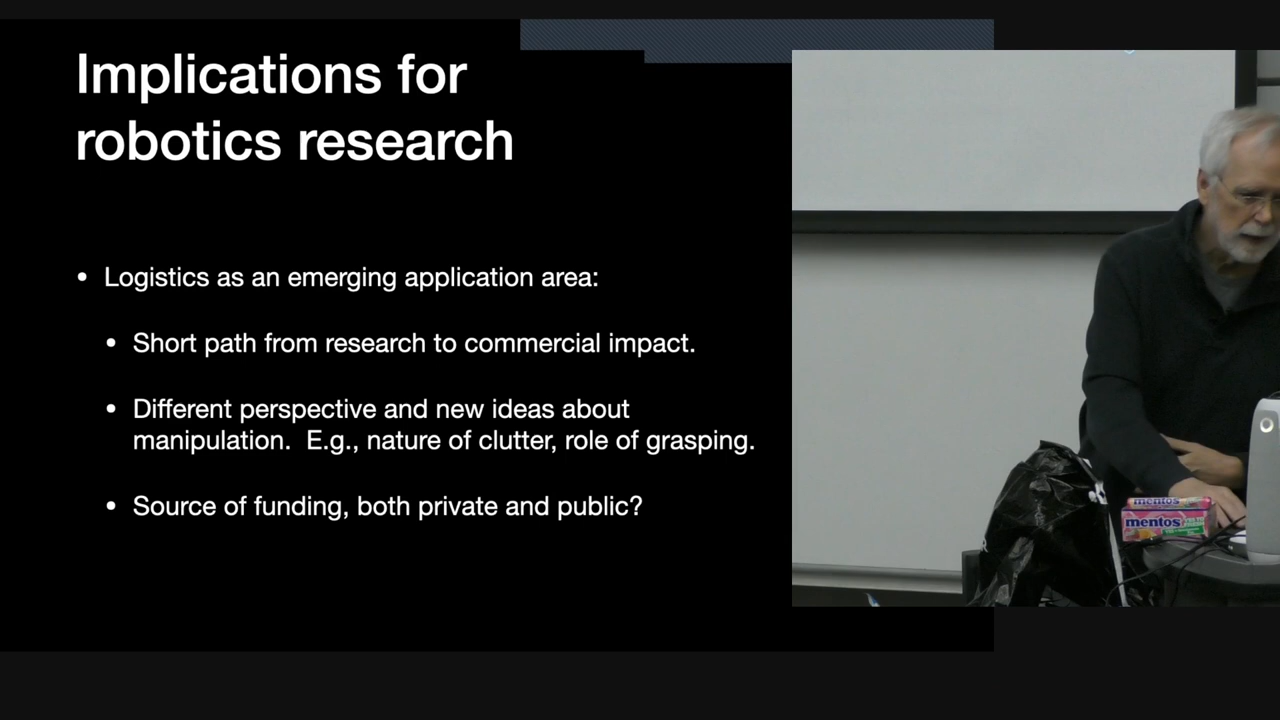 Implications for
robotics research
• Logistics as an emerging application area:
• Short path from research to commercial impact.
• Different perspective and new ideas about
manipulation. E.g., nature of clutter, role of grasping.
• Source of funding, both private and public?
mentos
mentos